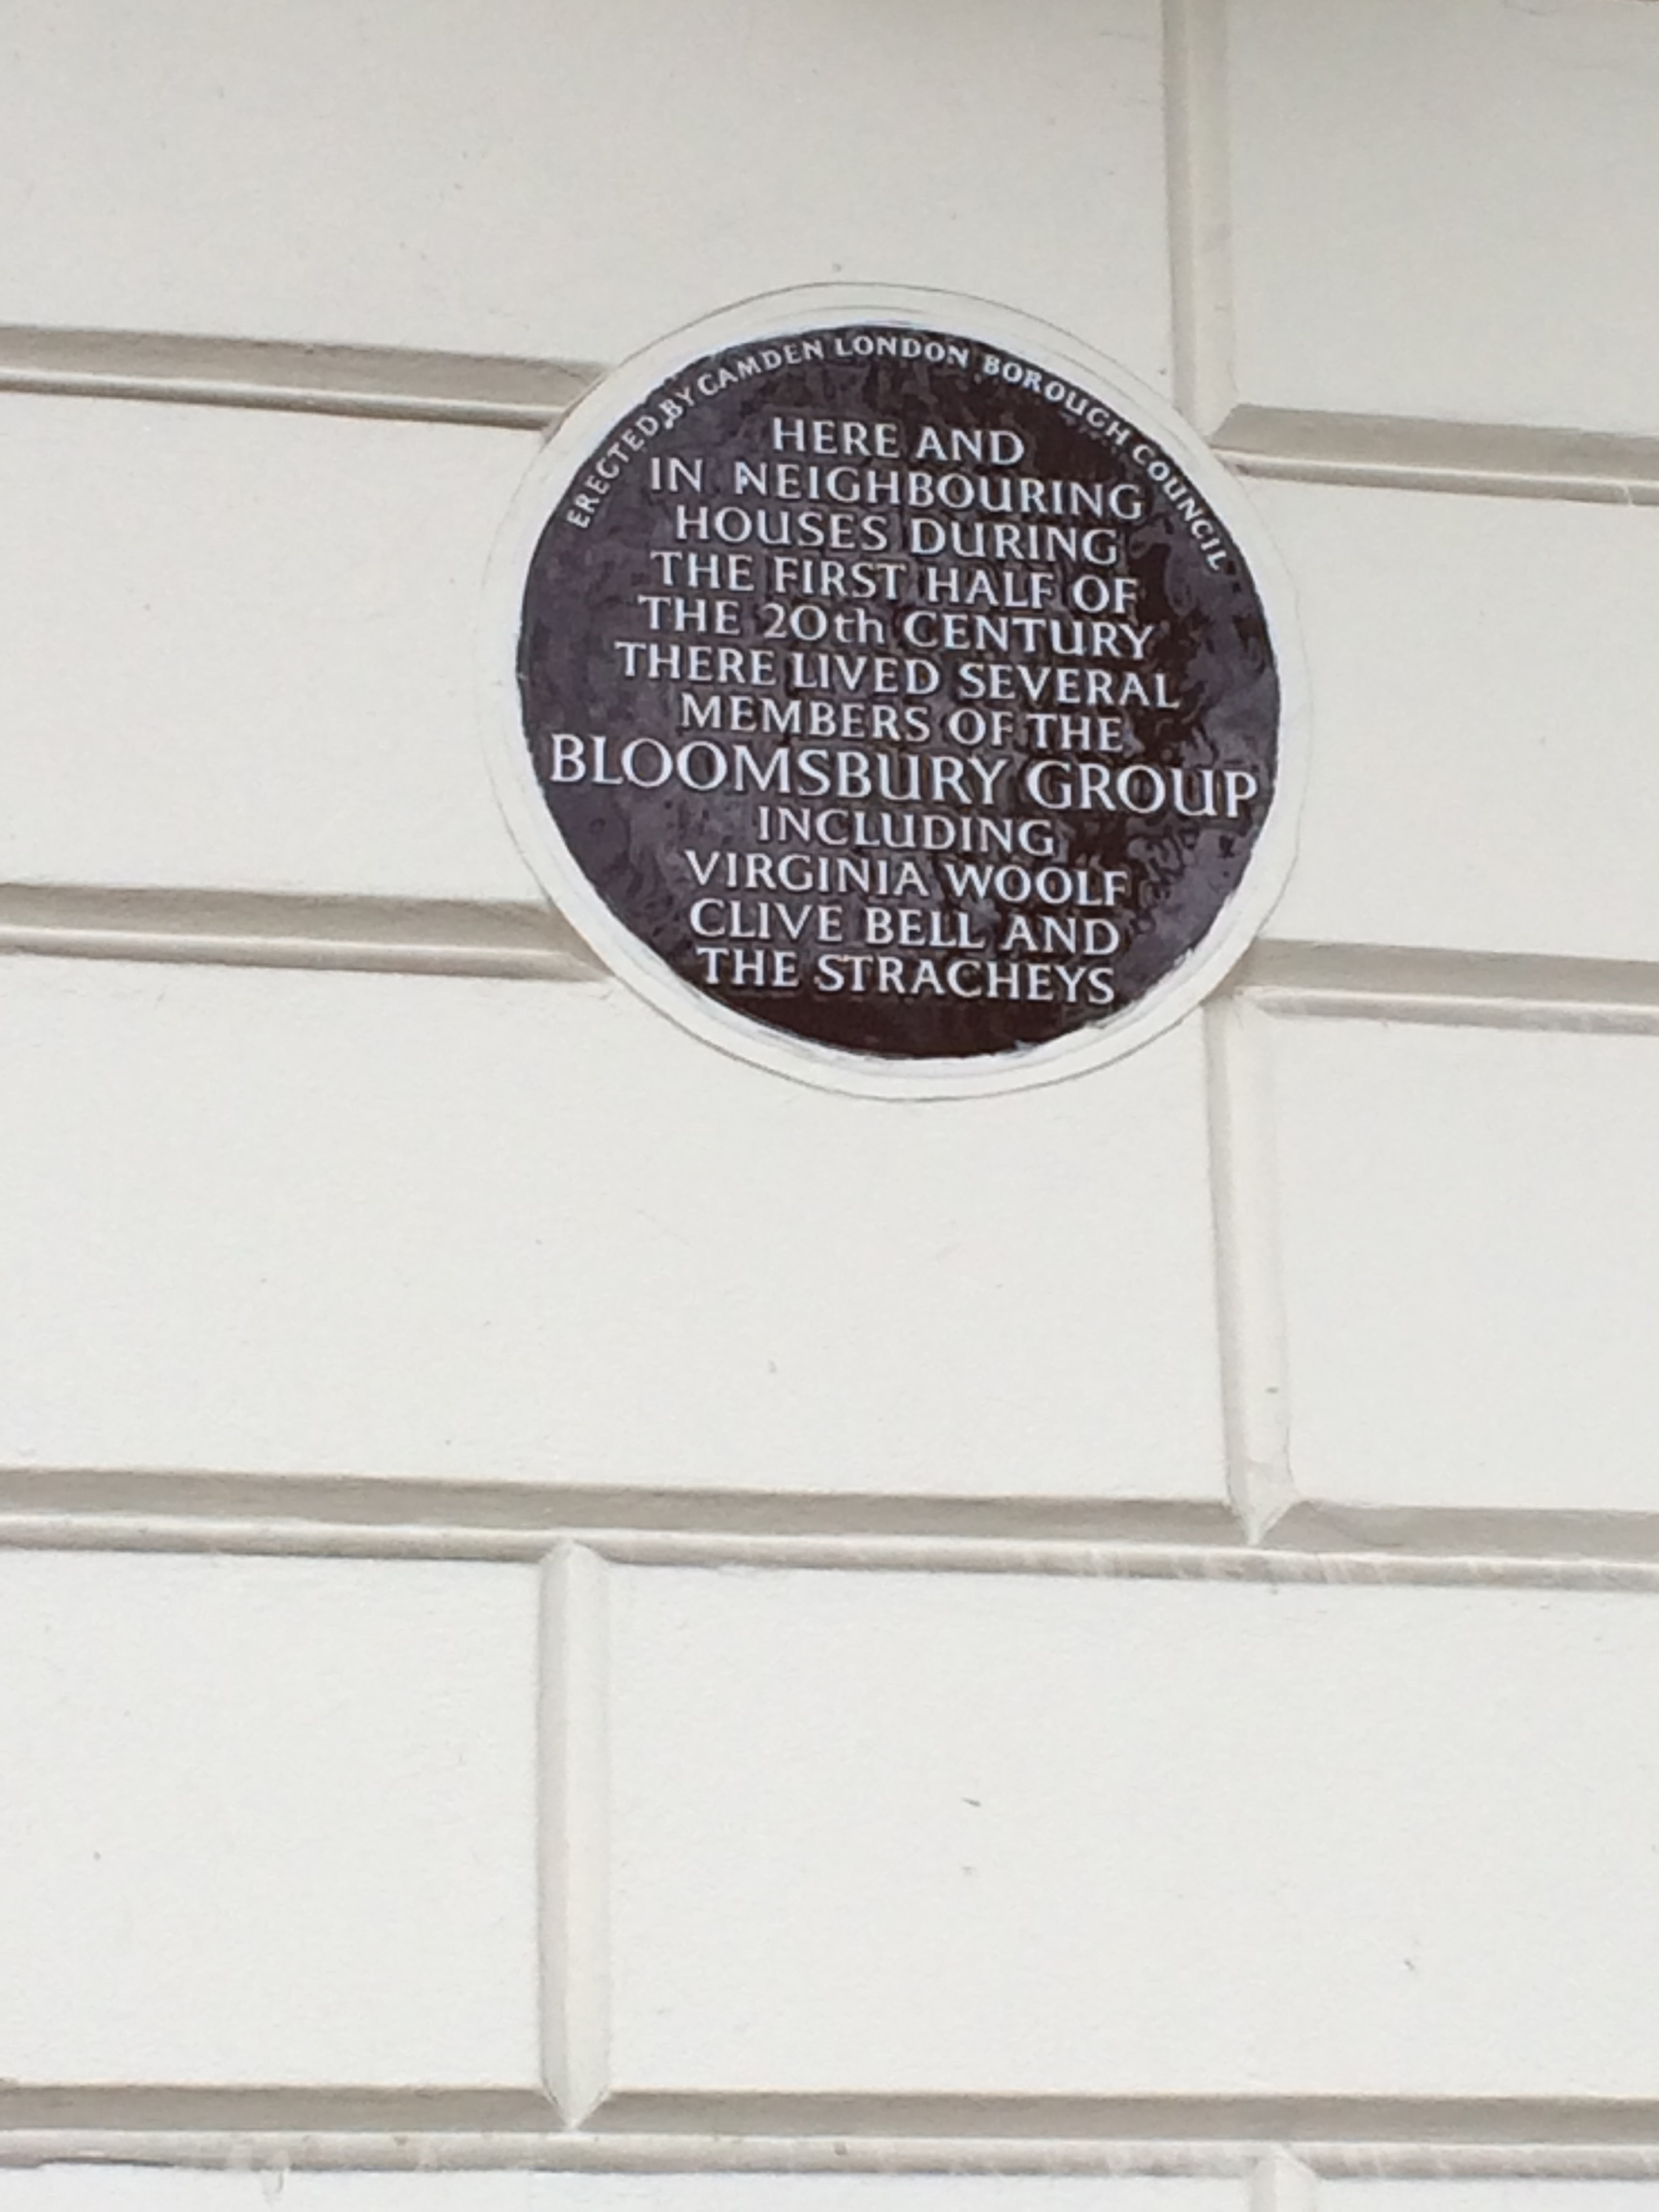 ERECTED BY CAMDEN LONDON BOROUGH COUNCIL
HERE AND
IN NEIGHBOURING
HOUSES DURING
THE FIRST HALF OF
THE 20th CENTURY
THERE LIVED SEVERAL
MEMBERS OF THE
BLOOMSBURY GROUP
INCLUDING
VIRGINIA WOOLF
CLIVE BELL AND
THE STRACHEYS